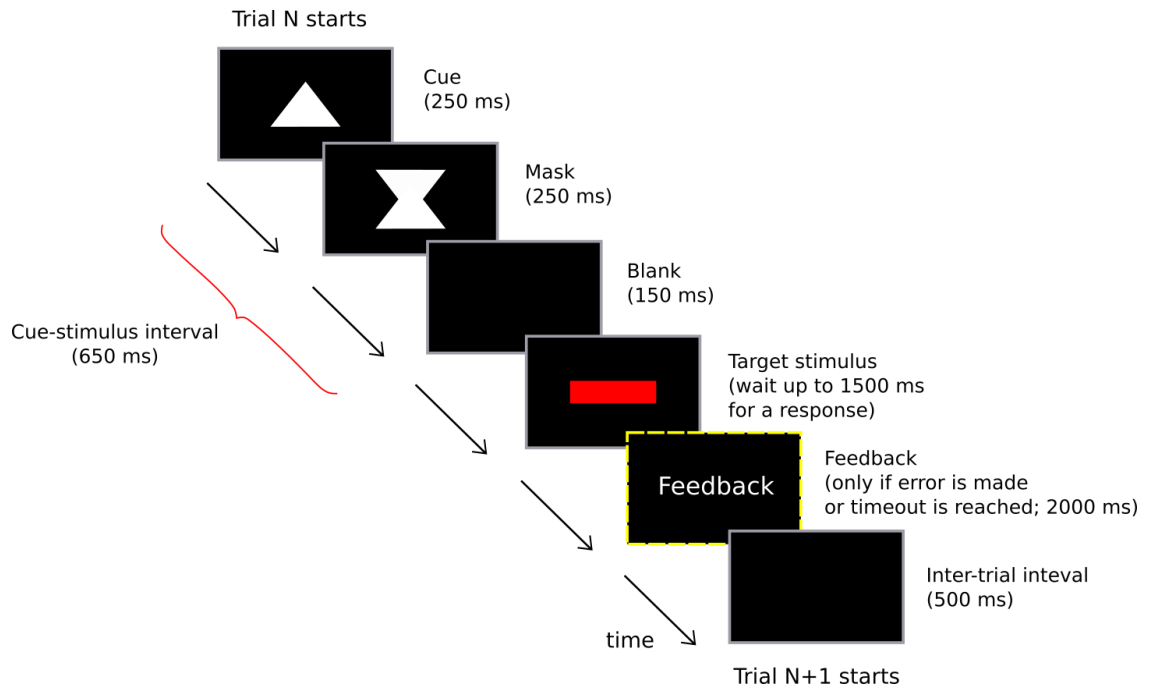 Trial N starts
Cue
(250 ms)
Mask
(250 ms)
Blank
(150 ms)
Cue-stimulus interval
(650 ms)
Target stimulus
(wait up to 1500 ms
for a response)
Feedback
Feedback
(only if error is made
or timeout is reached; 2000 ms)
Inter-trial inteval
(500 ms)
time
Trial N+1 starts